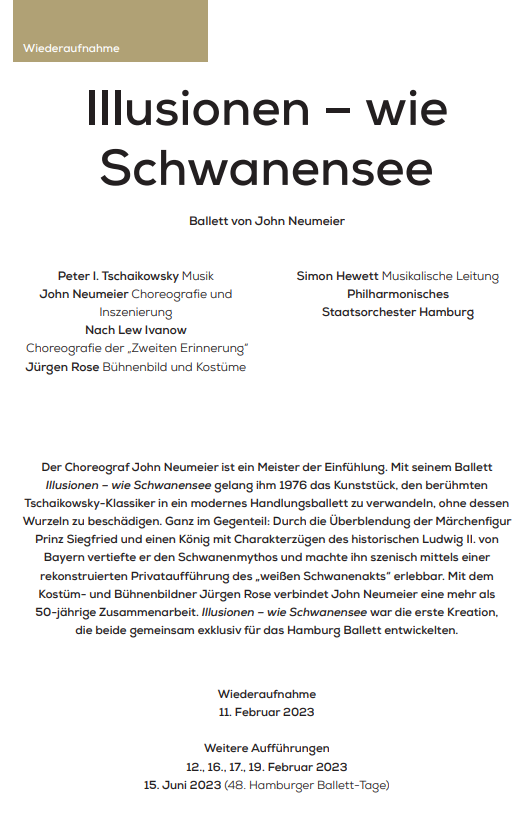 Wiederaufnahme
Illusionen – wie
Schwanensee
Ballett von John Neumeier
Peter I. Tschaikowsky Musik
John Neumeier Choreografie und
Inszenierung
Nach Lew Ivanow
Choreografie der „Zweiten Erinnerung“
Jürgen Rose Bühnenbild und Kostüme
Simon Hewett Musikalische Leitung
Philharmonisches
Staatsorchester Hamburg
Der Choreograf John Neumeier ist ein Meister der Einfühlung. Mit seinem Ballett
Illusionen – wie Schwanensee gelang ihm 1976 das Kunststück, den berühmten
Tschaikowsky-Klassiker in ein modernes Handlungsballett zu verwandeln, ohne dessen
Wurzeln zu beschädigen. Ganz im Gegenteil: Durch die Überblendung der Märchenfigur
Prinz Siegfried und einen König mit Charakterzügen des historischen Ludwig II. von
Bayern vertiefte er den Schwanenmythos und machte ihn szenisch mittels einer
rekonstruierten Privataufführung des „weißen Schwanenakts“ erlebbar. Mit dem
Kostüm- und Bühnenbildner Jürgen Rose verbindet John Neumeier eine mehr als
50-jährige Zusammenarbeit. Illusionen – wie Schwanensee war die erste Kreation,
die beide gemeinsam exklusiv für das Hamburg Ballett entwickelten.
Wiederaufnahme
11. Februar 2023
Weitere Aufführungen
12., 16., 17., 19. Februar 2023
15. Juni 2023 (48. Hamburger Ballett-Tage)